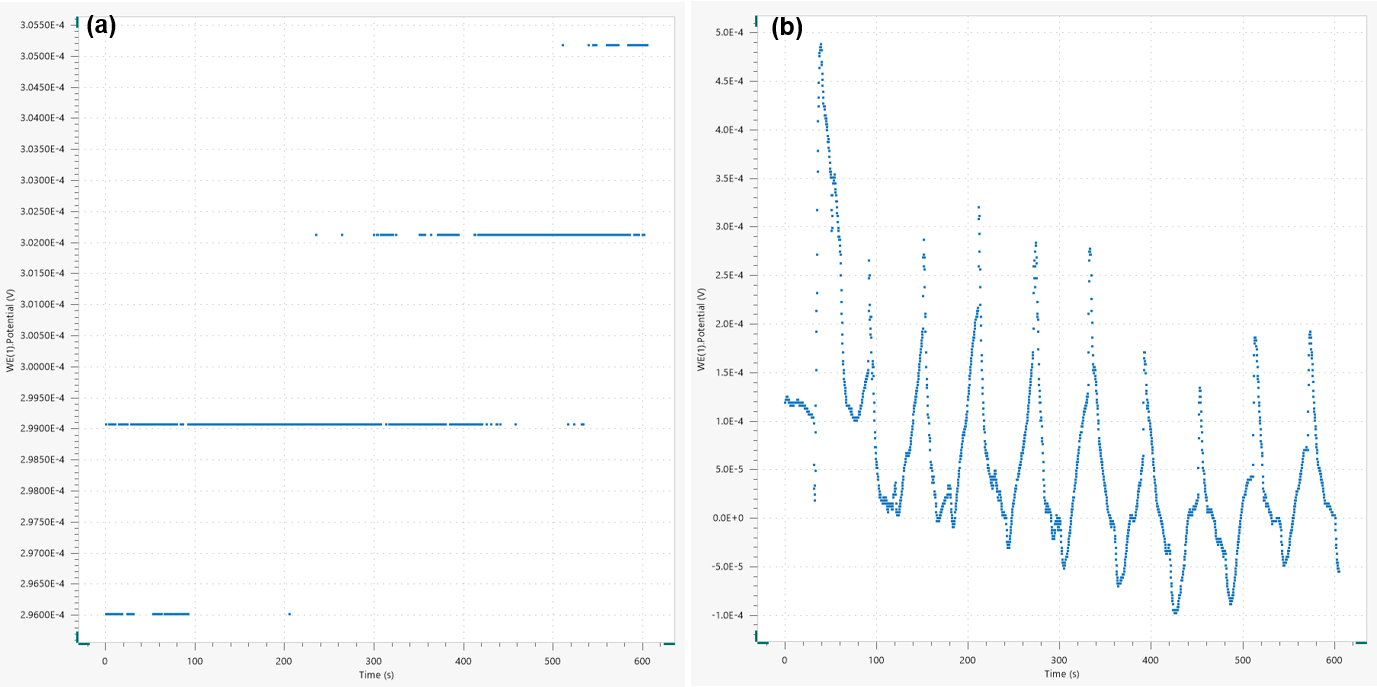 (a)
3.0550E-4
3.0500E-4
3.0450E-4
3.0400E-4
3.0350E-4
3.0300E-4
3.0250E-4
3.0200E-4
3.0150E-4
3.0100E-4
3.0050E-4
3.0000E-4
2.9950E-4
2.9900E-4
2.9850E-4
2.9800E-4
2.9750E-4
2.9700E-4
2.9650E-4
2.9600E-4
WE(1).Potential (V)
0 100 200 300 400 500 600
Time (s)
(b)
5.0E-4
4.5E-4
4.0E-4
3.5E-4
3.0E-4
2.5E-4
2.0E-4
1.5E-4
1.0E-4
5.0E-5
0.0E+0
-5.0E-5
-1.0E-4
WE(1).Potential (V)
0 100 200 300 400 500 600
Time (s)